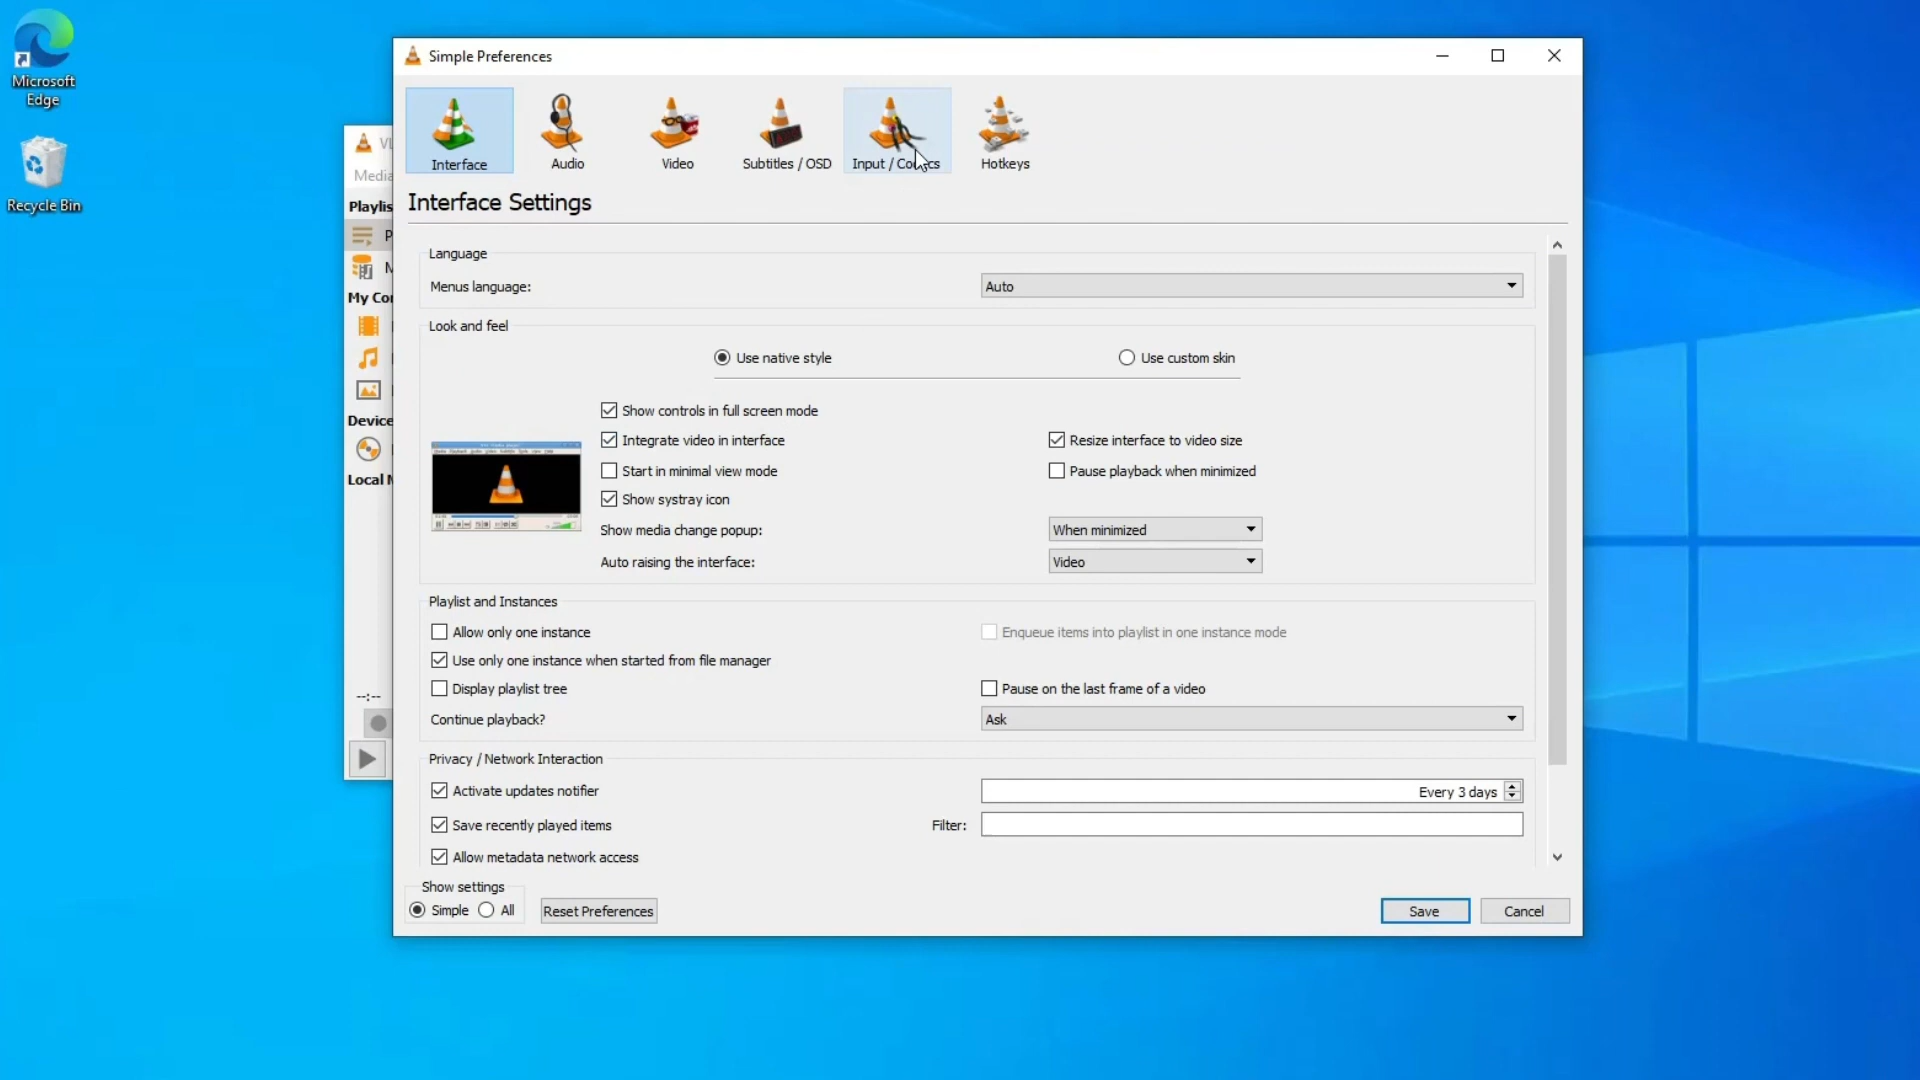 Microsoft
Edge
Recycle Bin
Simple Preferences
Interface
Audio
Video
Subtitles / OSD
Input / Codecs
Hotkeys
Interface Settings
Media
Playlis
My Co
Device
Local
--:--
Language
Menus language:
Auto
Look and feel
Use native style
Use custom skin
Show controls in full screen mode
Integrate video in interface
Resize interface to video size
Start in minimal view mode
Pause playback when minimized
Show systray icon
Show media change popup:
When minimized
Auto raising the interface:
Video
Playlist and Instances
Allow only one instance
Enqueue items into playlist in one instance mode
Use only one instance when started from file manager
Display playlist tree
Pause on the last frame of a video
Continue playback?
Ask
Privacy / Network Interaction
Activate updates notifier
Every 3 days
Save recently played items
Filter:
Allow metadata network access
Show settings
Simple
All
Reset Preferences
Save
Cancel